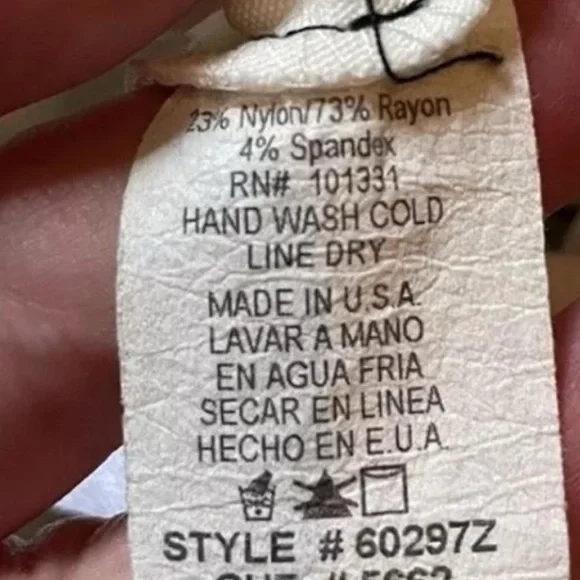 23% Nylon/73% Rayon
4% Spandex
RN# 101331
HAND WASH COLD
LINE DRY
MADE IN U.S.A.
LAVAR A MANO
EN AGUA FRIA
SECAR EN LINEA
HECHO EN E.U.A.
STYLE # 60297Z